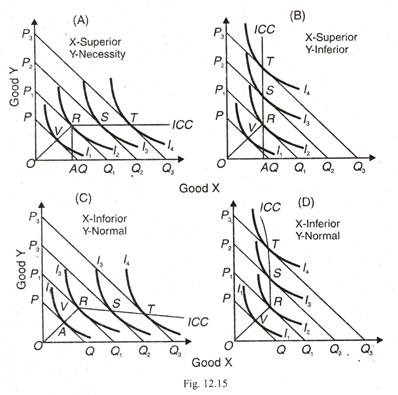 (A)
X-Superior
Y-Necessity
P3
P2
P1
P
Good Y
V
R
S
T
ICC
I1
I2
I3
I4
O
A Q
Q1
Q2
Q3
(B)
ICC
X-Superior
Y-Inferior
P3
P2
P1
P
T
S
R
V
I4
I3
I2
I1
O
A Q
Q1
Q2
Q3
Good X
(C)
X-Inforior
Y-Normal
P3
P2
P1
P
Good Y
I2
I3
I4
V
R
S
T
A
ICC
O
Q
Q1
Q2
Q3
(D)
ICC
X-Inferior
Y-Normal
P3
P2
P1
P
T
S
R
V
I4
I3
I2
I1
O
Q
Q1
Q2
Q3
Good X
Fig. 12.15